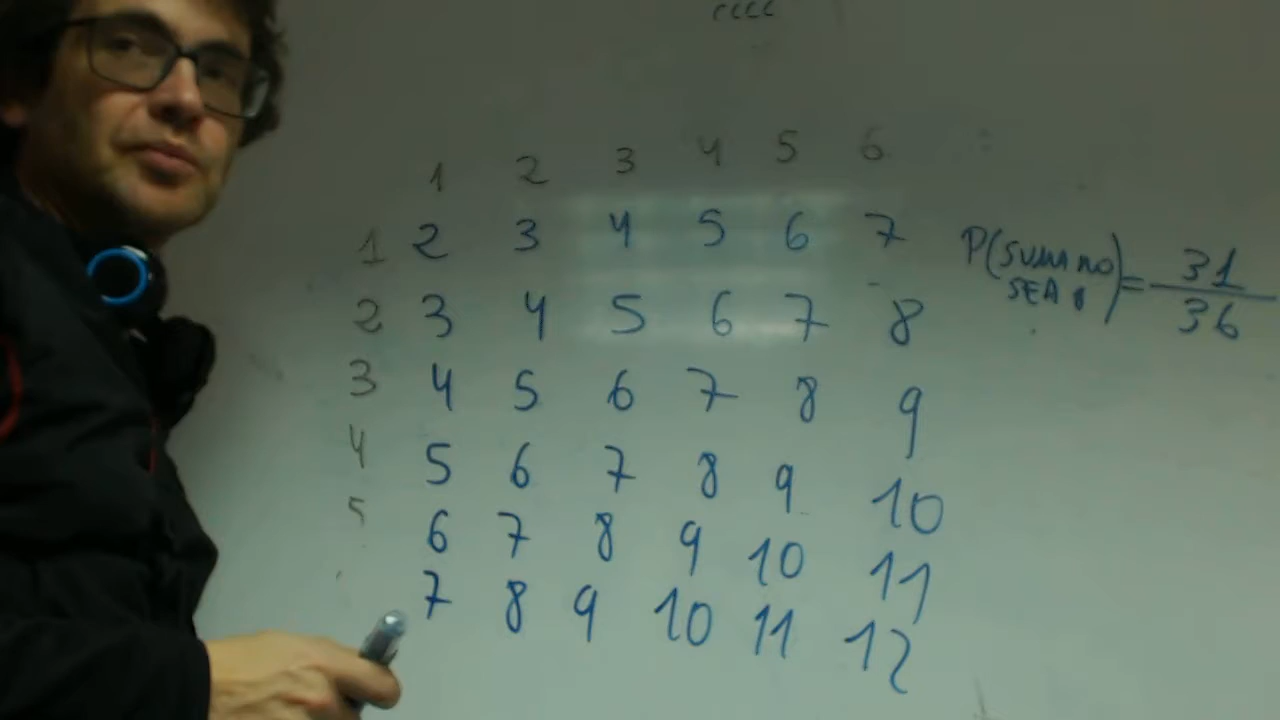 1 2 3 4 5 6
1 2 3 4 5 6 7
2 3 4 5 6 7 8
3 4 5 6 7 8 9
4 5 6 7 8 9 10
5 6 7 8 9 10 11
7 8 9 10 11 12
P(SUMA NO SEA 8) = 31/36